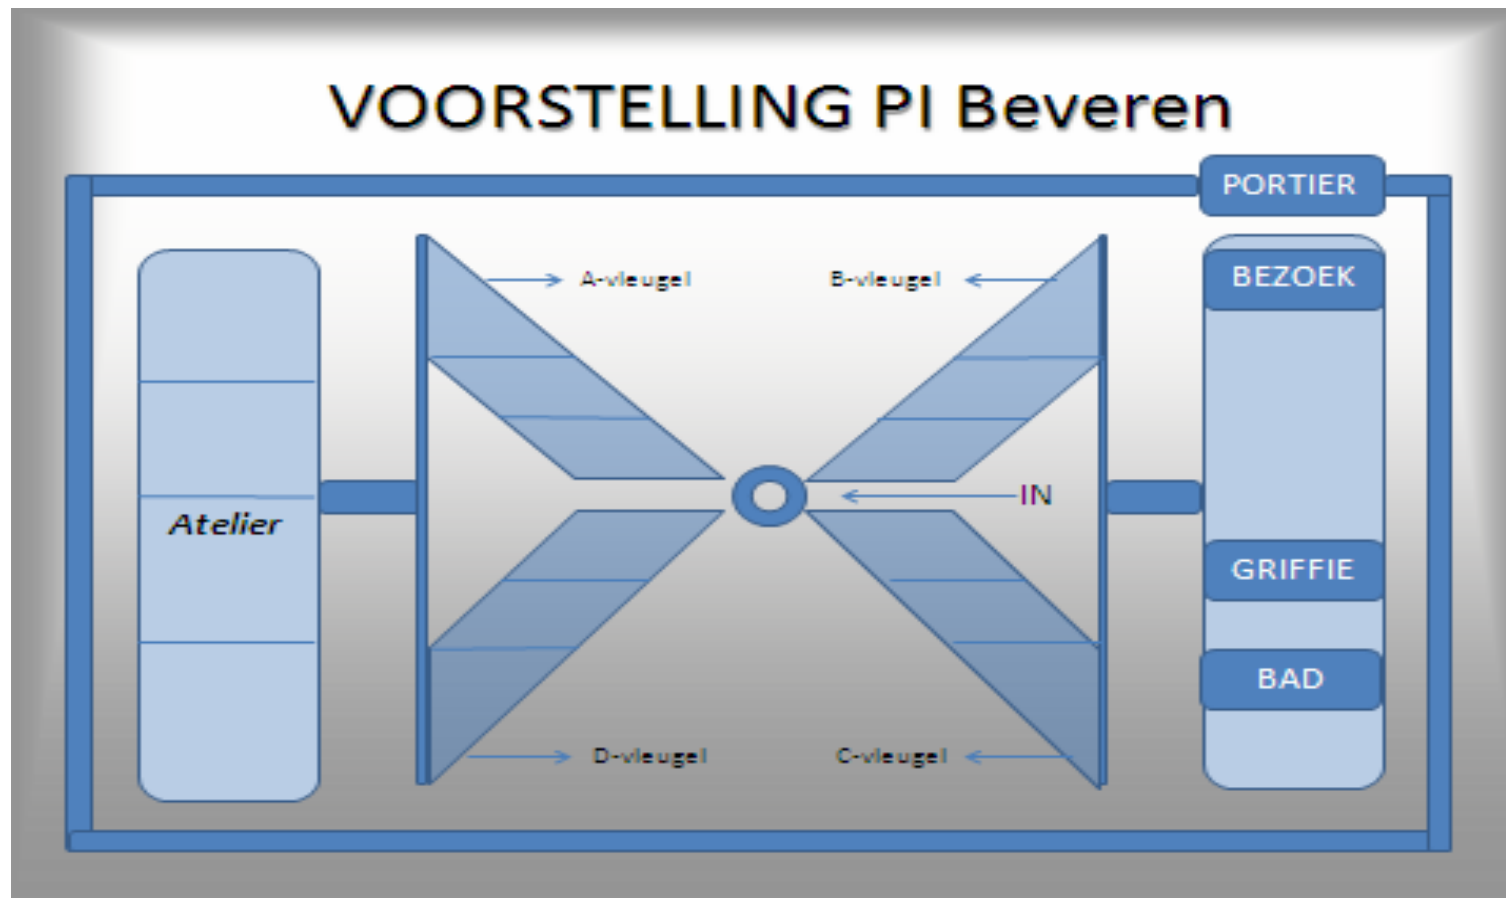 VOORSTELLING PI Beveren
PORTIER
A-vleugel
B-vleugel
BEZOEK
IN
Atelier
GRIFFIE
BAD
D-vleugel
C-vleugel